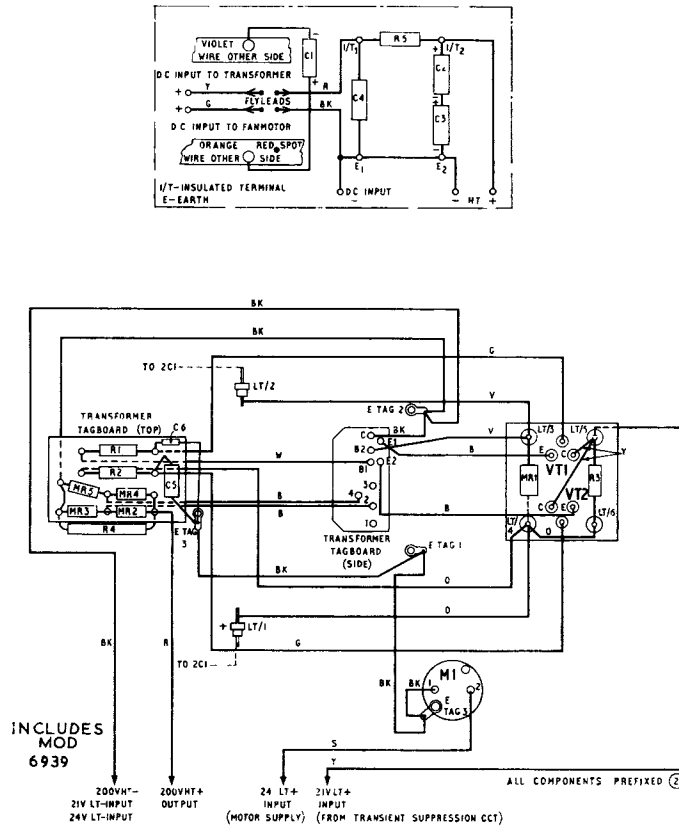 VIOLET
WIRE OTHER SIDE
C1
-
+
D.C INPUT TO TRANSFORMER
+ Y
FLYLEADS
R
+ G
BK
D C INPUT TO FANMOTOR
ORANGE RED SPOT
WIRE OTHER SIDE
I/T-INSULATED TERMINAL
E-EARTH
I/T1
R5
I/T2
C4
+
C2
-
+
C3
-
E1
E2
DC INPUT
-
- HT +
BK
BK
G
TO 2C1
LT/2
V
E TAG 2
TRANSFORMER
TAGBOARD (TOP)
C6
R1
R2
C5
MR5
MR4
MR3
MR2
R4
E TAG
3
W
B
B
C
BK
E1
B2
B1
E2
3
4
2
1
TRANSFORMER
TAGBOARD
(SIDE)
V
B
B
LT/3
LT/5
E
C
Y
VT1
MR1
R3
VT2
C
E
LT/
4
O
LT/6
E TAG 1
BK
O
O
+
LT/1
G
TO 2C1
BK
R
BK
BK
M1
1
2
E
TAG 3
INCLUDES
MOD
6939
S
Y
200VHT-
21V LT-INPUT
24V LT-INPUT
200VHT+
OUTPUT
24 LT+
INPUT
(MOTOR SUPPLY)
21VLT+
INPUT
(FROM TRANSIENT SUPPRESSION CCT)
ALL COMPONENTS PREFIXED 2